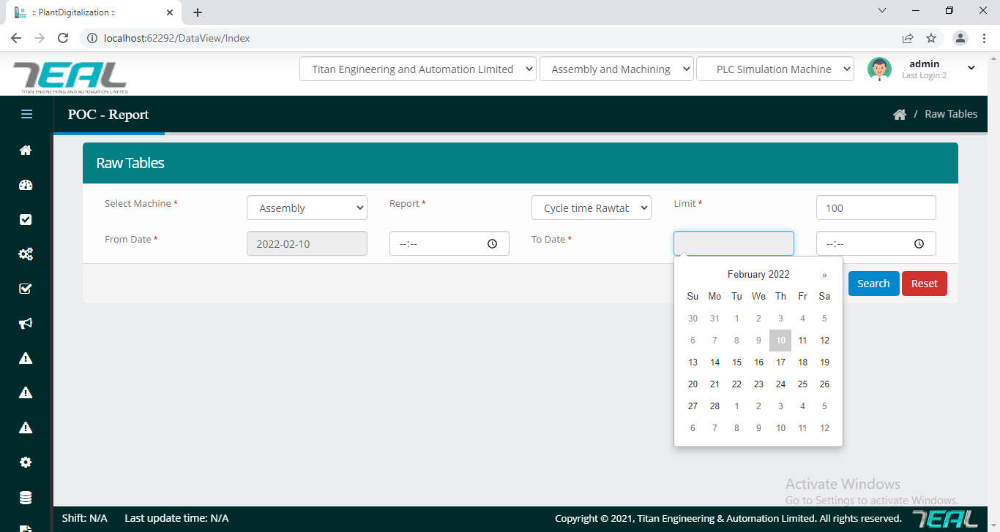 :: PlantDigitalization ::
localhost:62292/DataView/Index
TEAL
TITAN ENGINEERING AND AUTOMATION LIMITED
Titan Engineering and Automation Limited
Assembly and Machining
PLC Simulation Machine
admin
Last Login:2
POC - Report
/ Raw Tables
Raw Tables
Select Machine *
Assembly
Report *
Cycle time Rawtab
Limit *
100
From Date *
2022-02-10
--:--
To Date *
--:--
February 2022 »
Su Mo Tu We Th Fr Sa
30 31 1 2 3 4 5
6 7 8 9 10 11 12
13 14 15 16 17 18 19
20 21 22 23 24 25 26
27 28 1 2 3 4 5
6 7 8 9 10 11 12
Search
Reset
Activate Windows
Go to Settings to activate Windows.
Shift: N/A
Last update time: N/A
Copyright © 2021, Titan Engineering & Automation Limited. All rights reserved.
TEAL